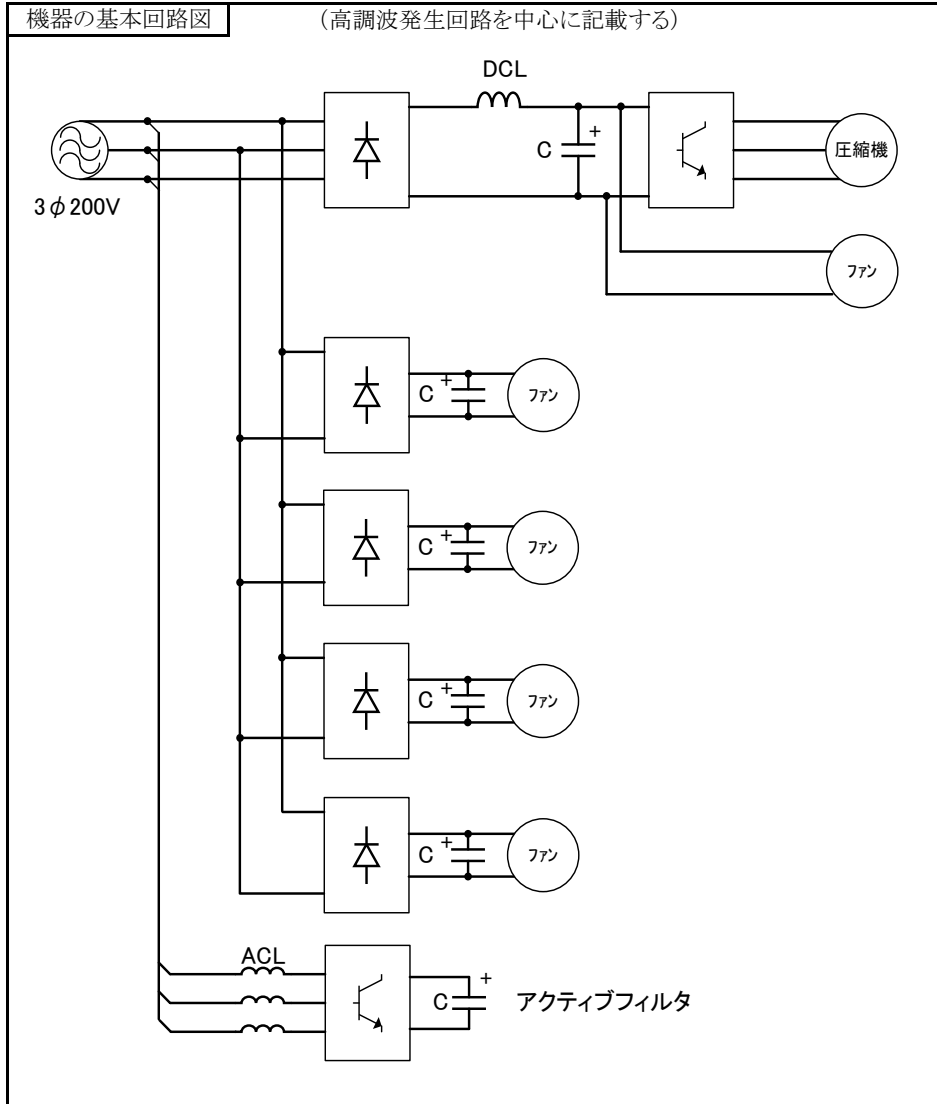 機器の基本回路図
(高調波発生回路を中心に記載する)
DCL
+
C
圧縮機
3φ200V
ファン
+
C
ファン
+
C
ファン
+
C
ファン
+
C
ファン
ACL
+
C
アクティブフィルタ